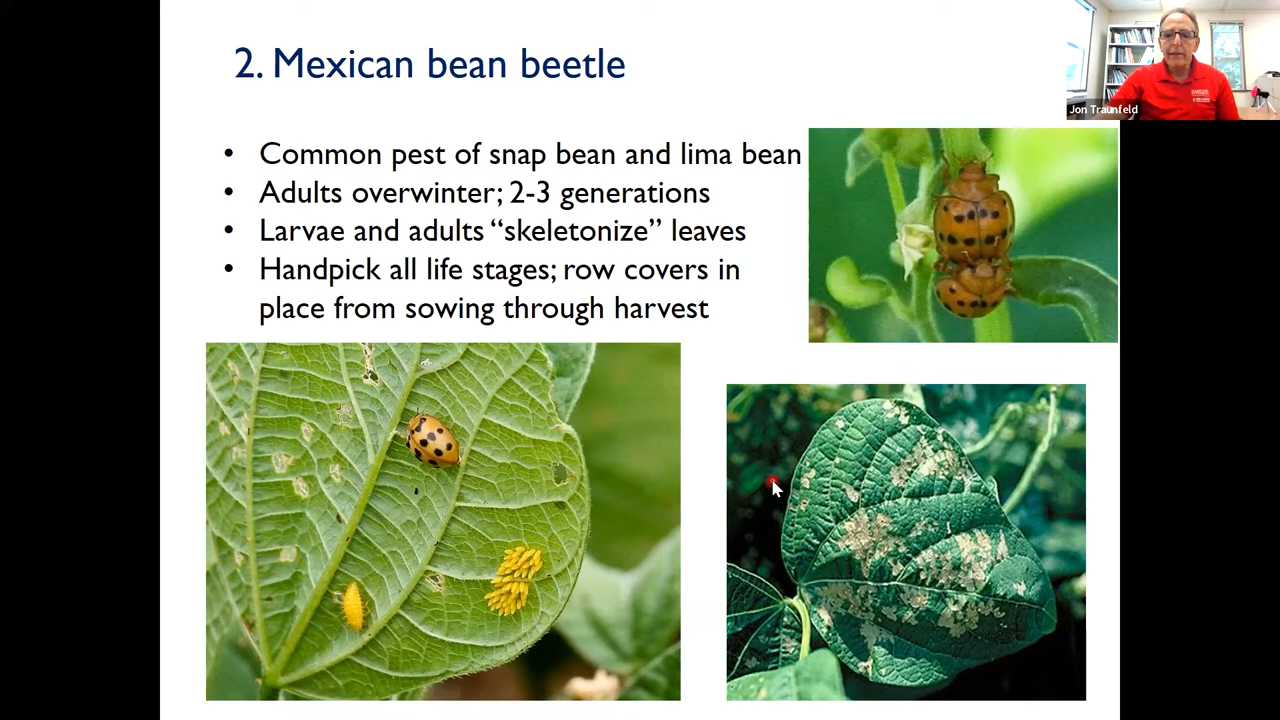 2. Mexican bean beetle
Jon Traunfeld
• Common pest of snap bean and lima bean
• Adults overwinter; 2-3 generations
• Larvae and adults “skeletonize” leaves
• Handpick all life stages; row covers in
place from sowing through harvest